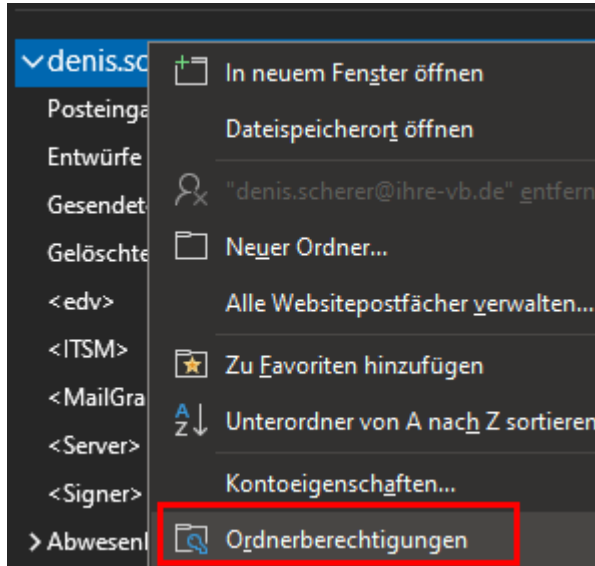 denis.sc
Posteinga
Entwürfe
Gesendet
Gelöschte
<edv>
<ITSM>
<MailGra
<Server>
<Signer>
Abwesenl
In neuem Fenster öffnen
Dateispeicherort öffnen
"denis.scherer@ihre-vb.de" entfern
Neuer Ordner...
Alle Websitepostfächer verwalten...
Zu Favoriten hinzufügen
Unterordner von A nach Z sortieren
Kontoeigenschaften...
Ordnerberechtigungen